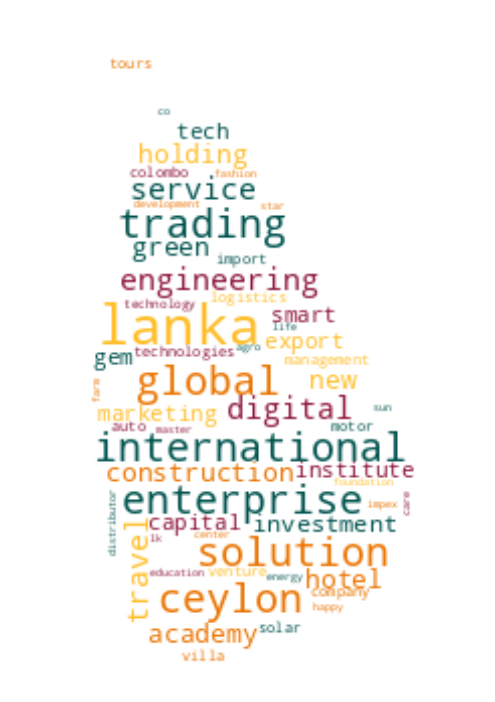 tours
co
tech
holding
colombo fashion
service
development star
trading
green
import
engineering
logistics
technology
smart
lanka
life
export
gem technologies agro
management
global new
farm
marketing digital sun
auto master motor
international
construction institute
foundation
enterprise impex care
distributor
capital investment
travel
lk center
solution
education venture energy hotel
ceylon company
happy
academy solar
villa